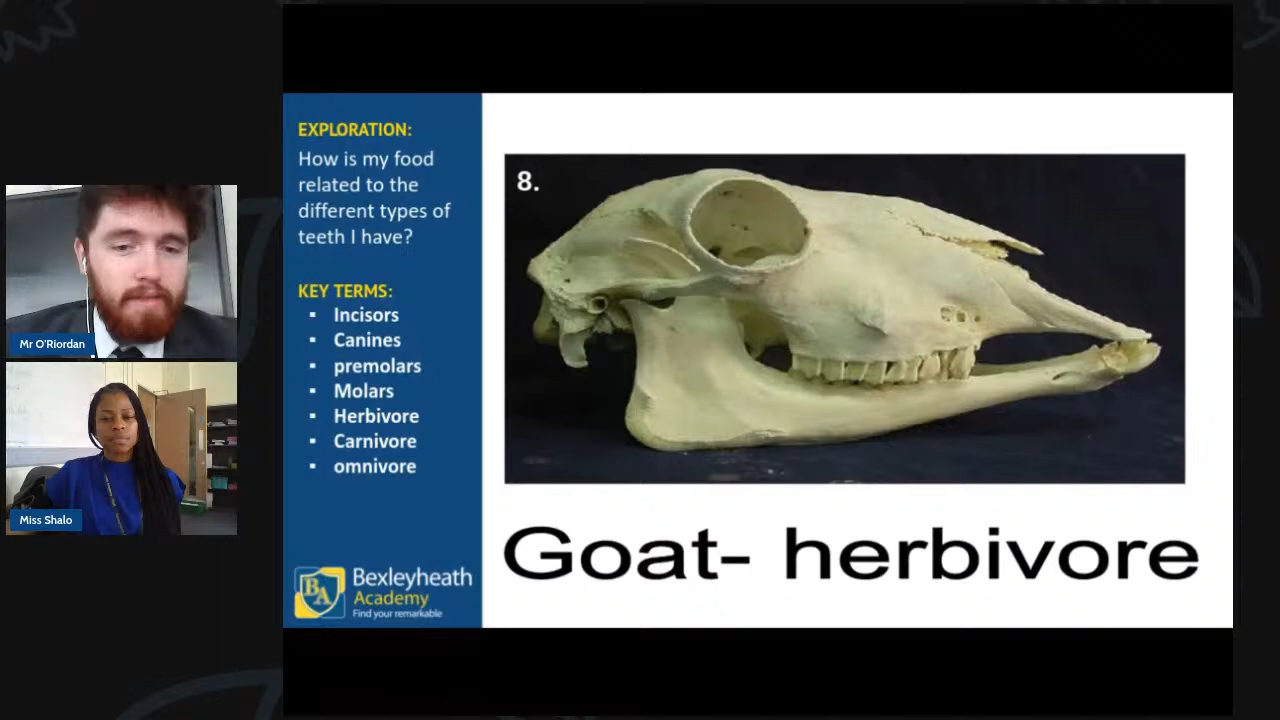 EXPLORATION:
How is my food
related to the
different types of
teeth I have?
KEY TERMS:
▪ Incisors
▪ Canines
▪ premolars
▪ Molars
▪ Herbivore
▪ Carnivore
▪ omnivore
BA
Bexleyheath
Academy
Find your remarkable
8.
Goat- herbivore
Mr O'Riordan
Miss Shalo